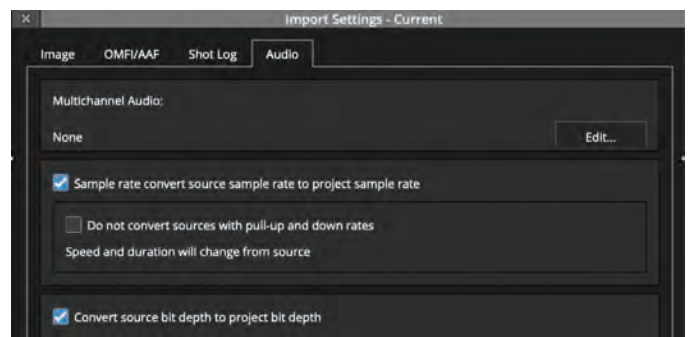 Import Settings - Current
Image OMFI/AAF Shot Log Audio
Multichannel Audio:
None Edit...
Sample rate convert source sample rate to project sample rate
Do not convert sources with pull-up and down rates
Speed and duration will change from source
Convert source bit depth to project bit depth